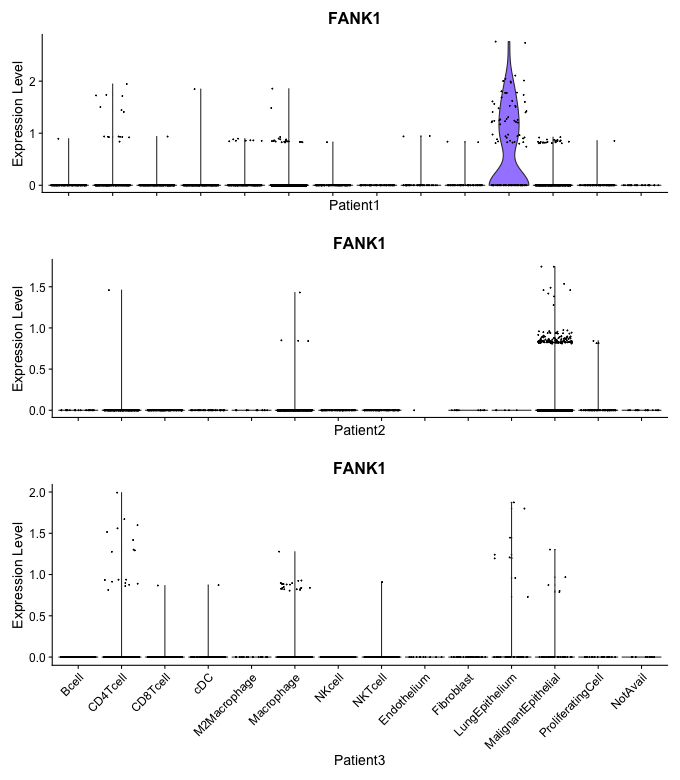 FANK1
Expression Level
2
1
0
Patient1
FANK1
Expression Level
1.5
1.0
0.5
0.0
Patient2
FANK1
Expression Level
2.0
1.5
1.0
0.5
0.0
Bcell
CD4Tcell
CD8Tcell
cDC
M2Macrophage
Macrophage
NKcell
NKTcell
Endothelium
Fibroblast
LungEpithelium
MalignantEpithelial
ProliferatingCell
NotAvail
Patient3